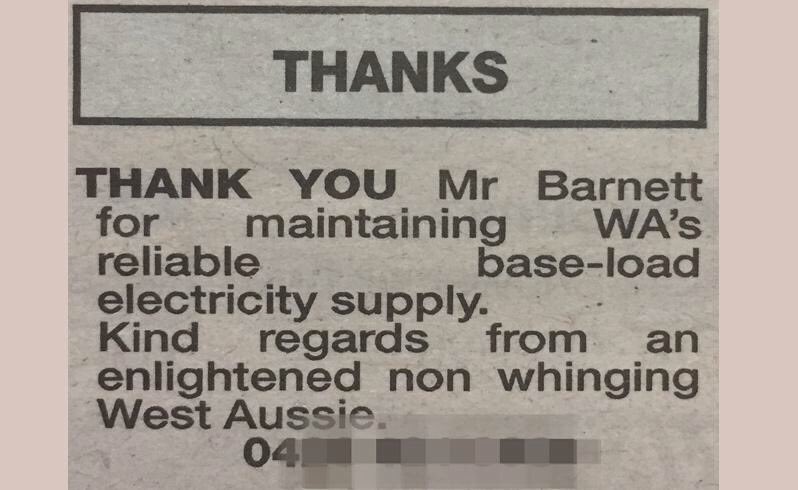 THANKS
THANK YOU Mr Barnett
for maintaining WA's
reliable base-load
electricity supply.
Kind regards from an
enlightened non whinging
West Aussie.
04